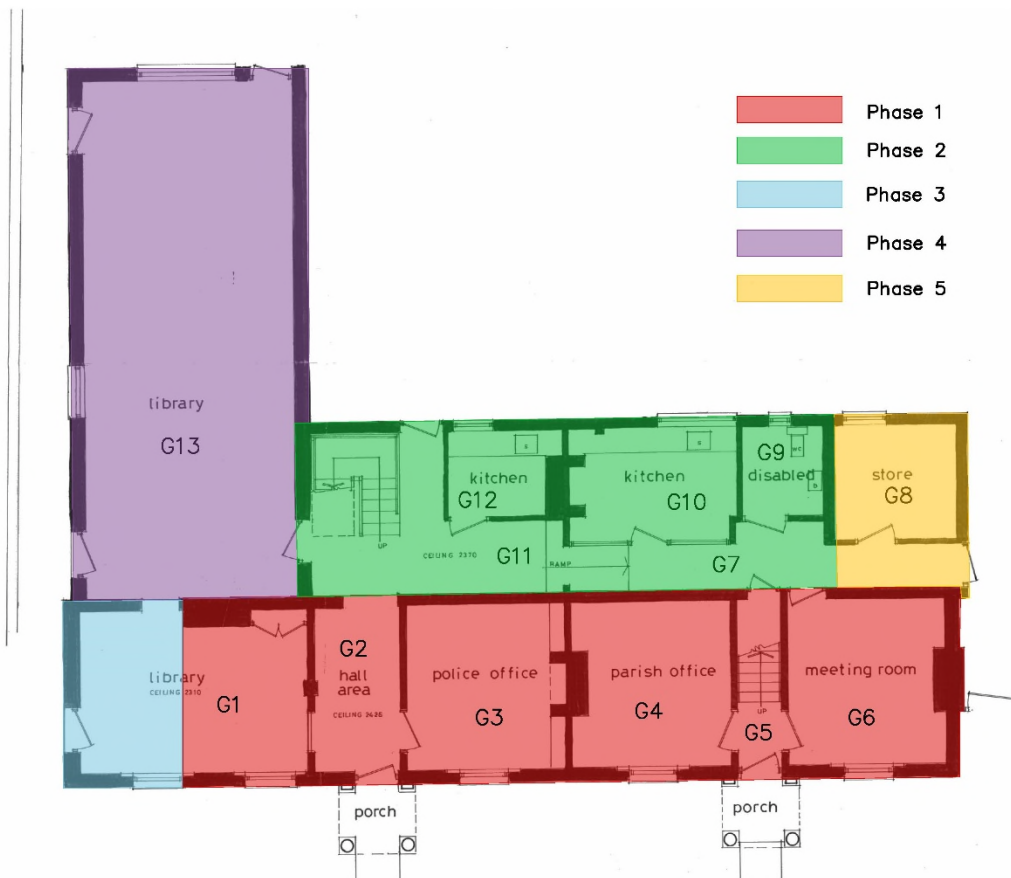 Phase 1
Phase 2
Phase 3
Phase 4
Phase 5
library
G13
kitchen
G12
kitchen
G10
G9
WC
disabled
store
G8
UP
CEILING 2370
G11
RAMP
G7
library
CEILING 2310
G1
G2
hall
area
CEILING 2426
police office
G3
parish office
G4
UP
G5
meeting room
G6
porch
porch